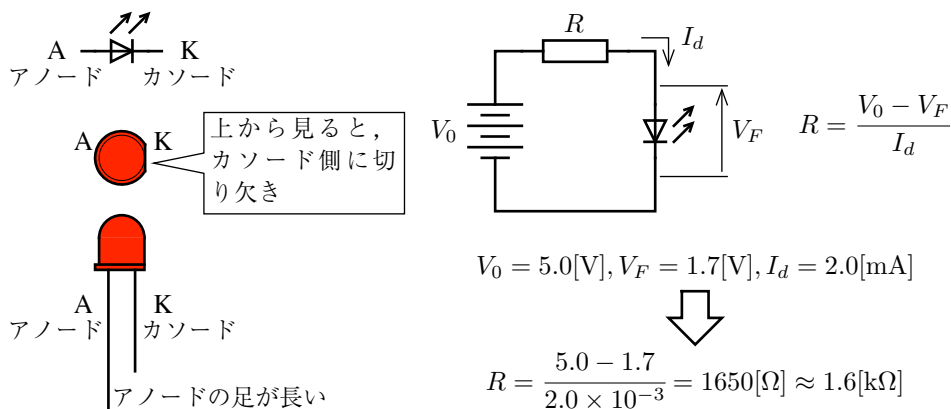 A K
アノード カソード
A K
上から見ると，
カソード側に切
り欠き
A K
アノード カソード
アノードの足が長い
R
I_d
V_0
V_F
R = \frac{V_0 - V_F}{I_d}
V_0 = 5.0[V], V_F = 1.7[V], I_d = 2.0[mA]
R = \frac{5.0 - 1.7}{2.0 × 10^{-3}} = 1650[Ω] ≈ 1.6[kΩ]